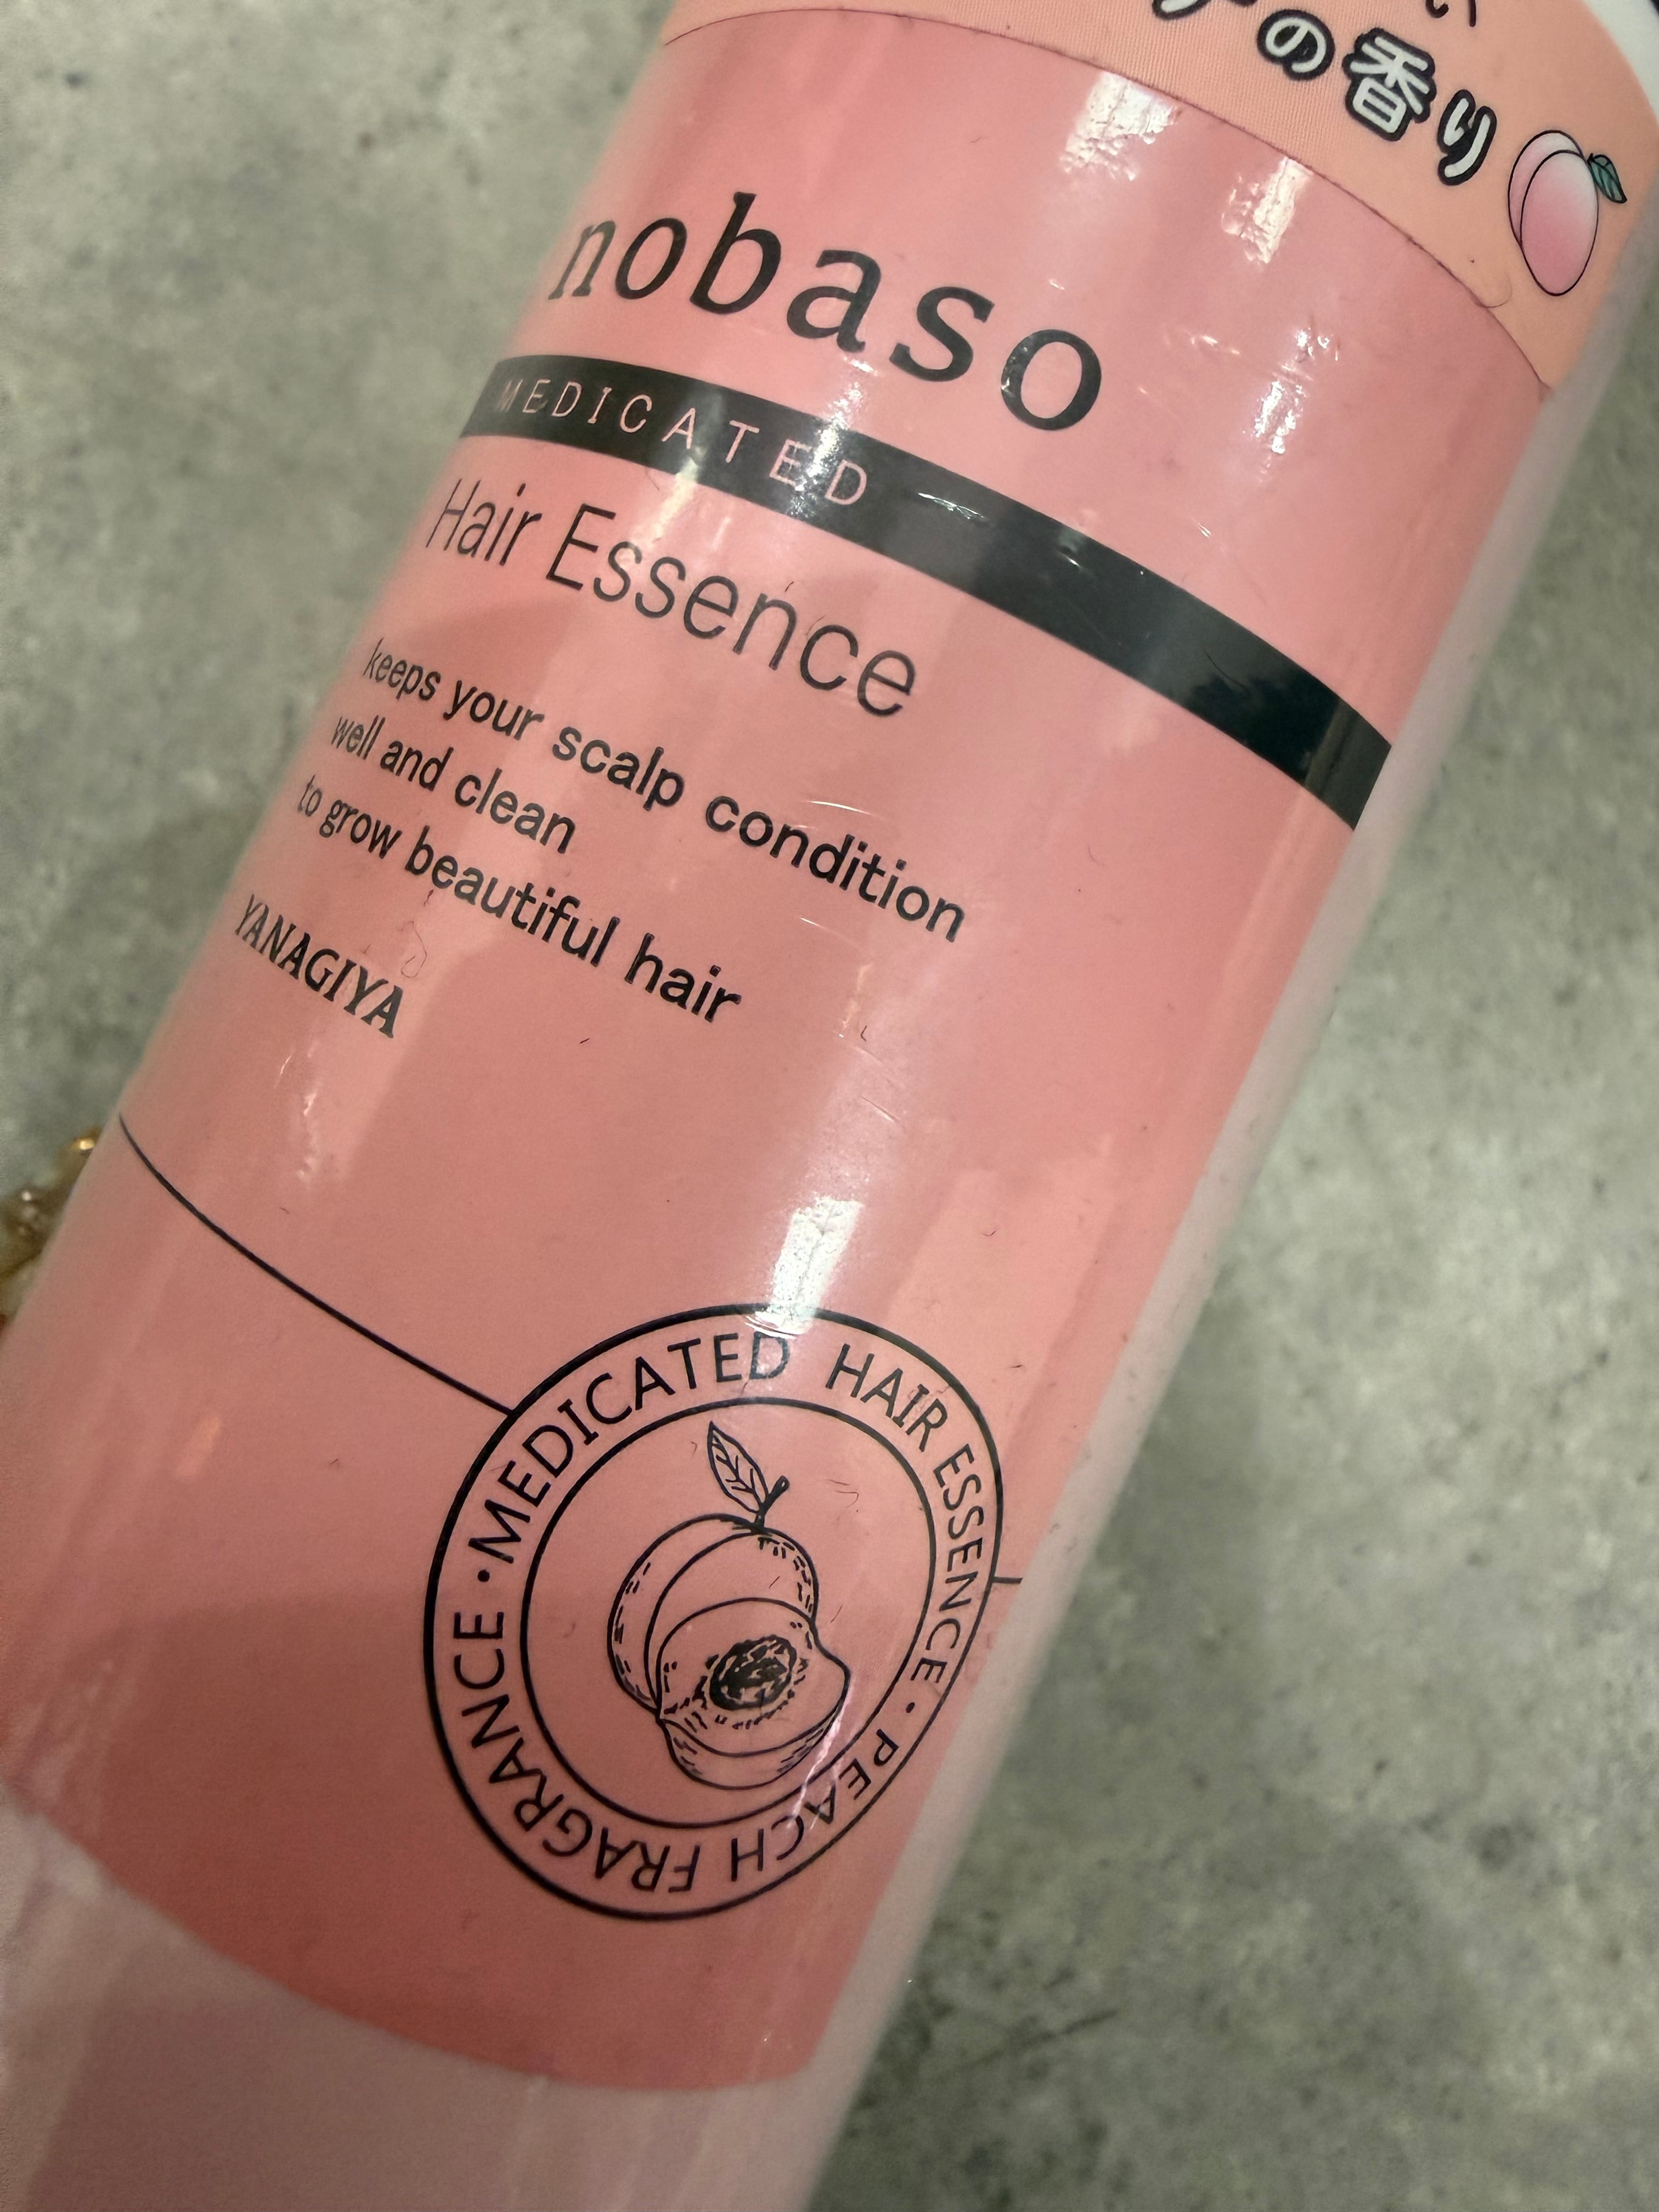 い
の香り
nobaso
MEDICATED
Hair Essence
keeps your scalp condition
well and clean
to grow beautiful hair
YANAGIYA
·MEDICATED HAIR ESSENCE·PEACH FRAGRANCE